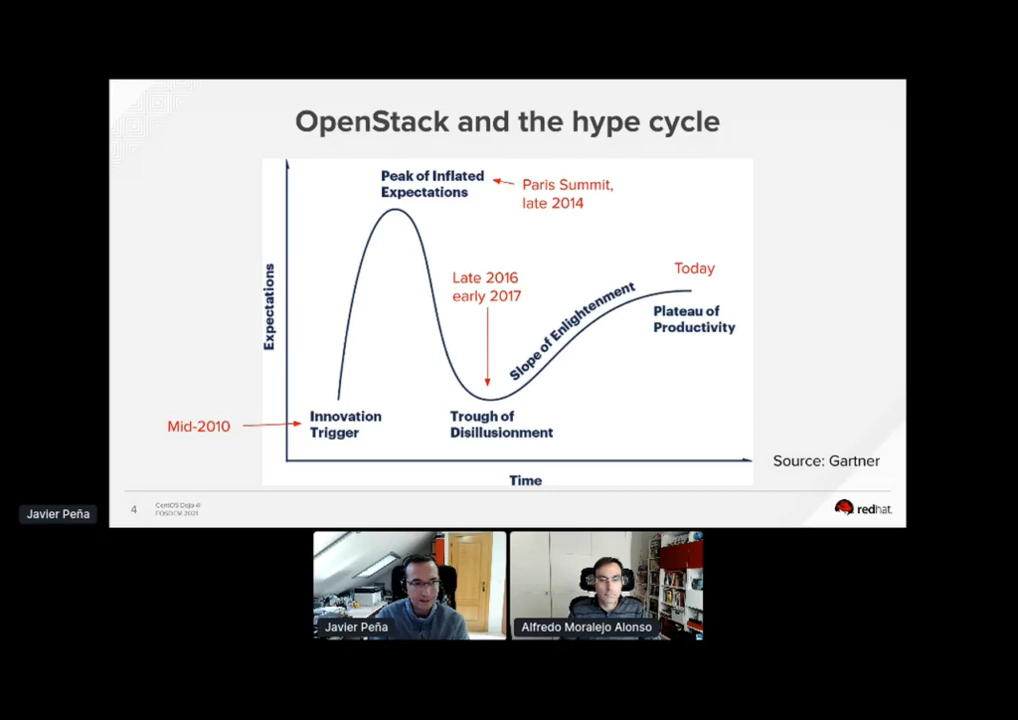 OpenStack and the hype cycle
Peak of Inflated
Expectations
Paris Summit,
late 2014
Late 2016
early 2017
Today
Expectations
Slope of Enlightenment
Plateau of
Productivity
Mid-2010
Innovation
Trigger
Trough of
Disillusionment
Time
Source: Gartner
4
CentOS Dojo @
FOSDEM 2021
redhat.
Javier Peña
Javier Peña
Alfredo Moralejo Alonso